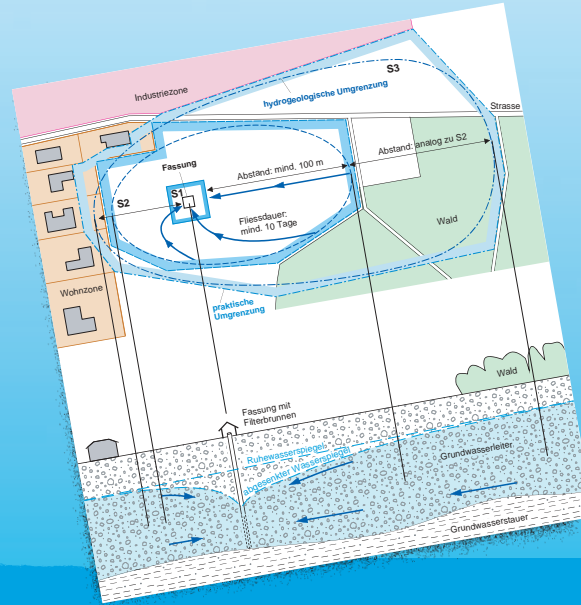 Industriezone
S3
hydrogeologische Umgrenzung
Strasse
Fassung
Abstand: mind. 100 m
Abstand: analog zu S2
S1
S2
Fliessdauer:
mind. 10 Tage
Wald
Wohnzone
praktische
Umgrenzung
Wald
Fassung mit
Filterbrunnen
Ruhewasserspiegel
abgesenkter Wasserspiegel
Grundwasserleiter
Grundwasserstauer